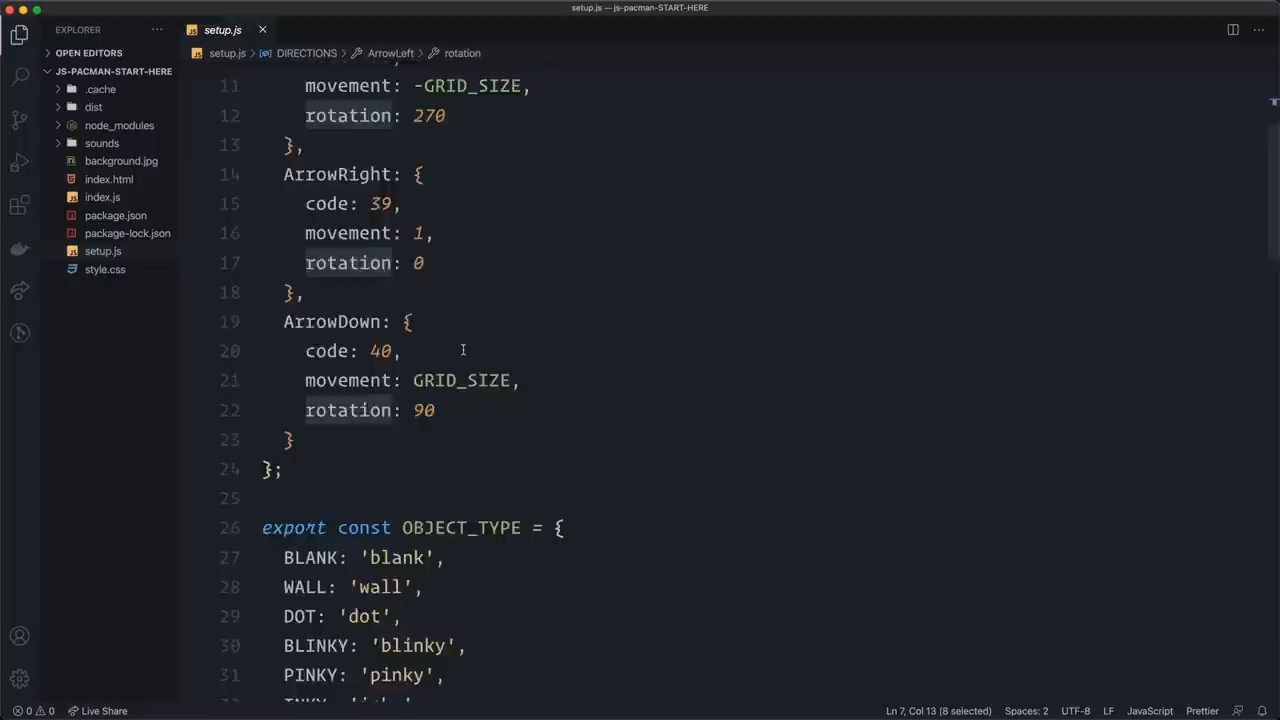 setup.js — js-pacman-START-HERE
EXPLORER
setup.js
OPEN EDITORS
setup.js > DIRECTIONS > ArrowLeft > rotation
JS-PACMAN-START-HERE
.cache
dist
node_modules
sounds
background.jpg
index.html
index.js
package.json
package-lock.json
setup.js
style.css
11 movement: -GRID_SIZE,
12 rotation: 270
13 },
14 ArrowRight: {
15 code: 39,
16 movement: 1,
17 rotation: 0
18 },
19 ArrowDown: {
20 code: 40,
21 movement: GRID_SIZE,
22 rotation: 90
23 }
24 };
25
26 export const OBJECT_TYPE = {
27 BLANK: 'blank',
28 WALL: 'wall',
29 DOT: 'dot',
30 BLINKY: 'blinky',
31 PINKY: 'pinky',
0 0 Live Share Ln 7, Col 13 (8 selected) Spaces: 2 UTF-8 LF JavaScript Prettier